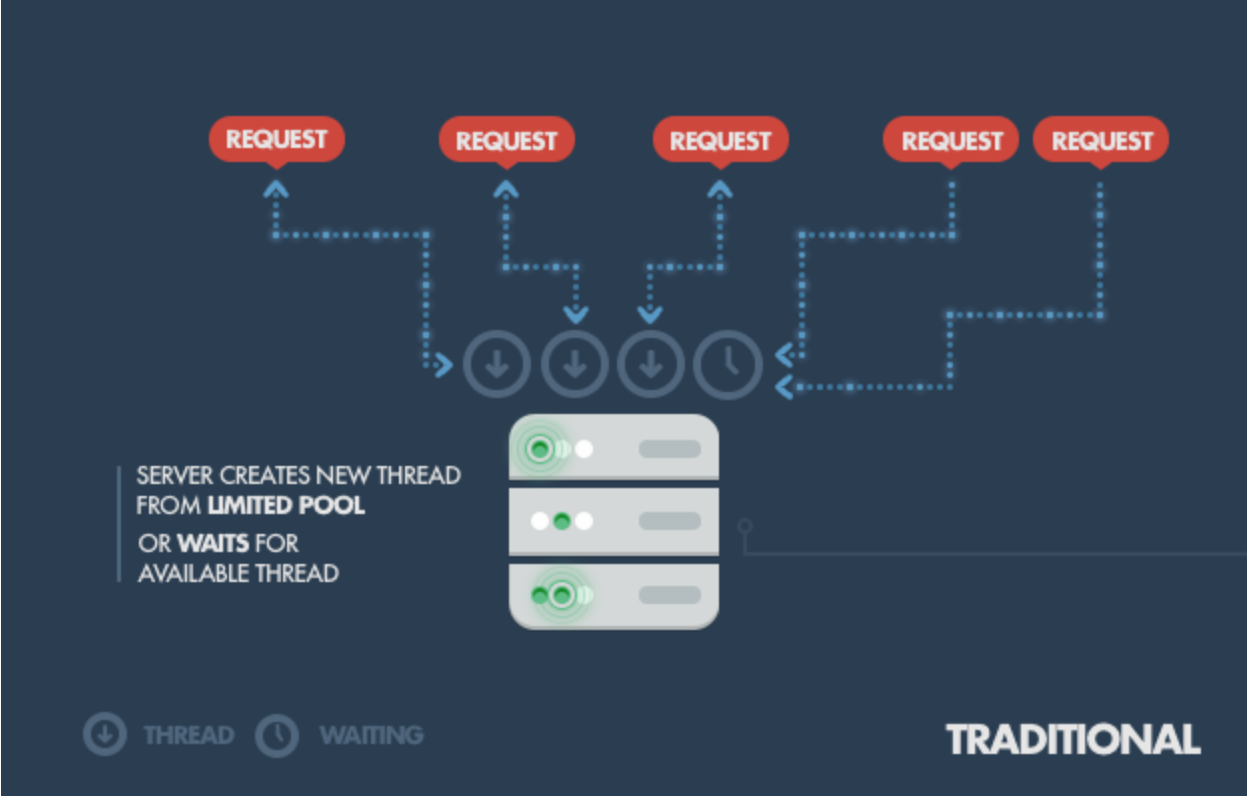 REQUEST
REQUEST
REQUEST
REQUEST
REQUEST
SERVER CREATES NEW THREAD
FROM LIMITED POOL
OR WAITS FOR
AVAILABLE THREAD
THREAD
WAITING
TRADITIONAL